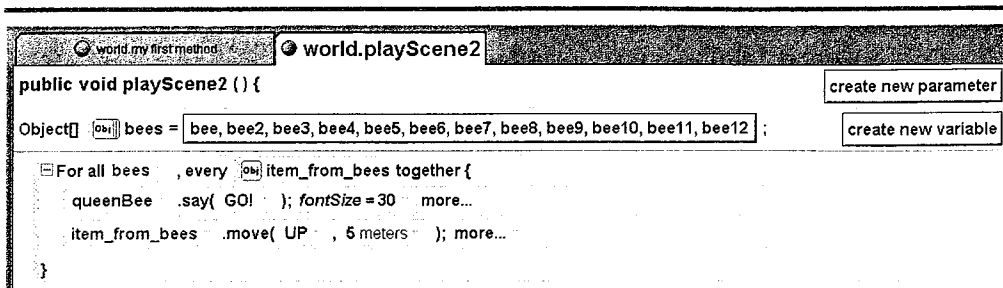 world.my first method world.playScene2
public void playScene2 () { create new parameter
Object[] obj bees = bee, bee2, bee3, bee4, bee5, bee6, bee7, bee8, bee9, bee10, bee11, bee12 ; create new variable
For all bees , every obj item_from_bees together {
queenBee .say( GO! ); fontSize = 30 more...
item_from_bees .move( UP , 5 meters ); more...
}